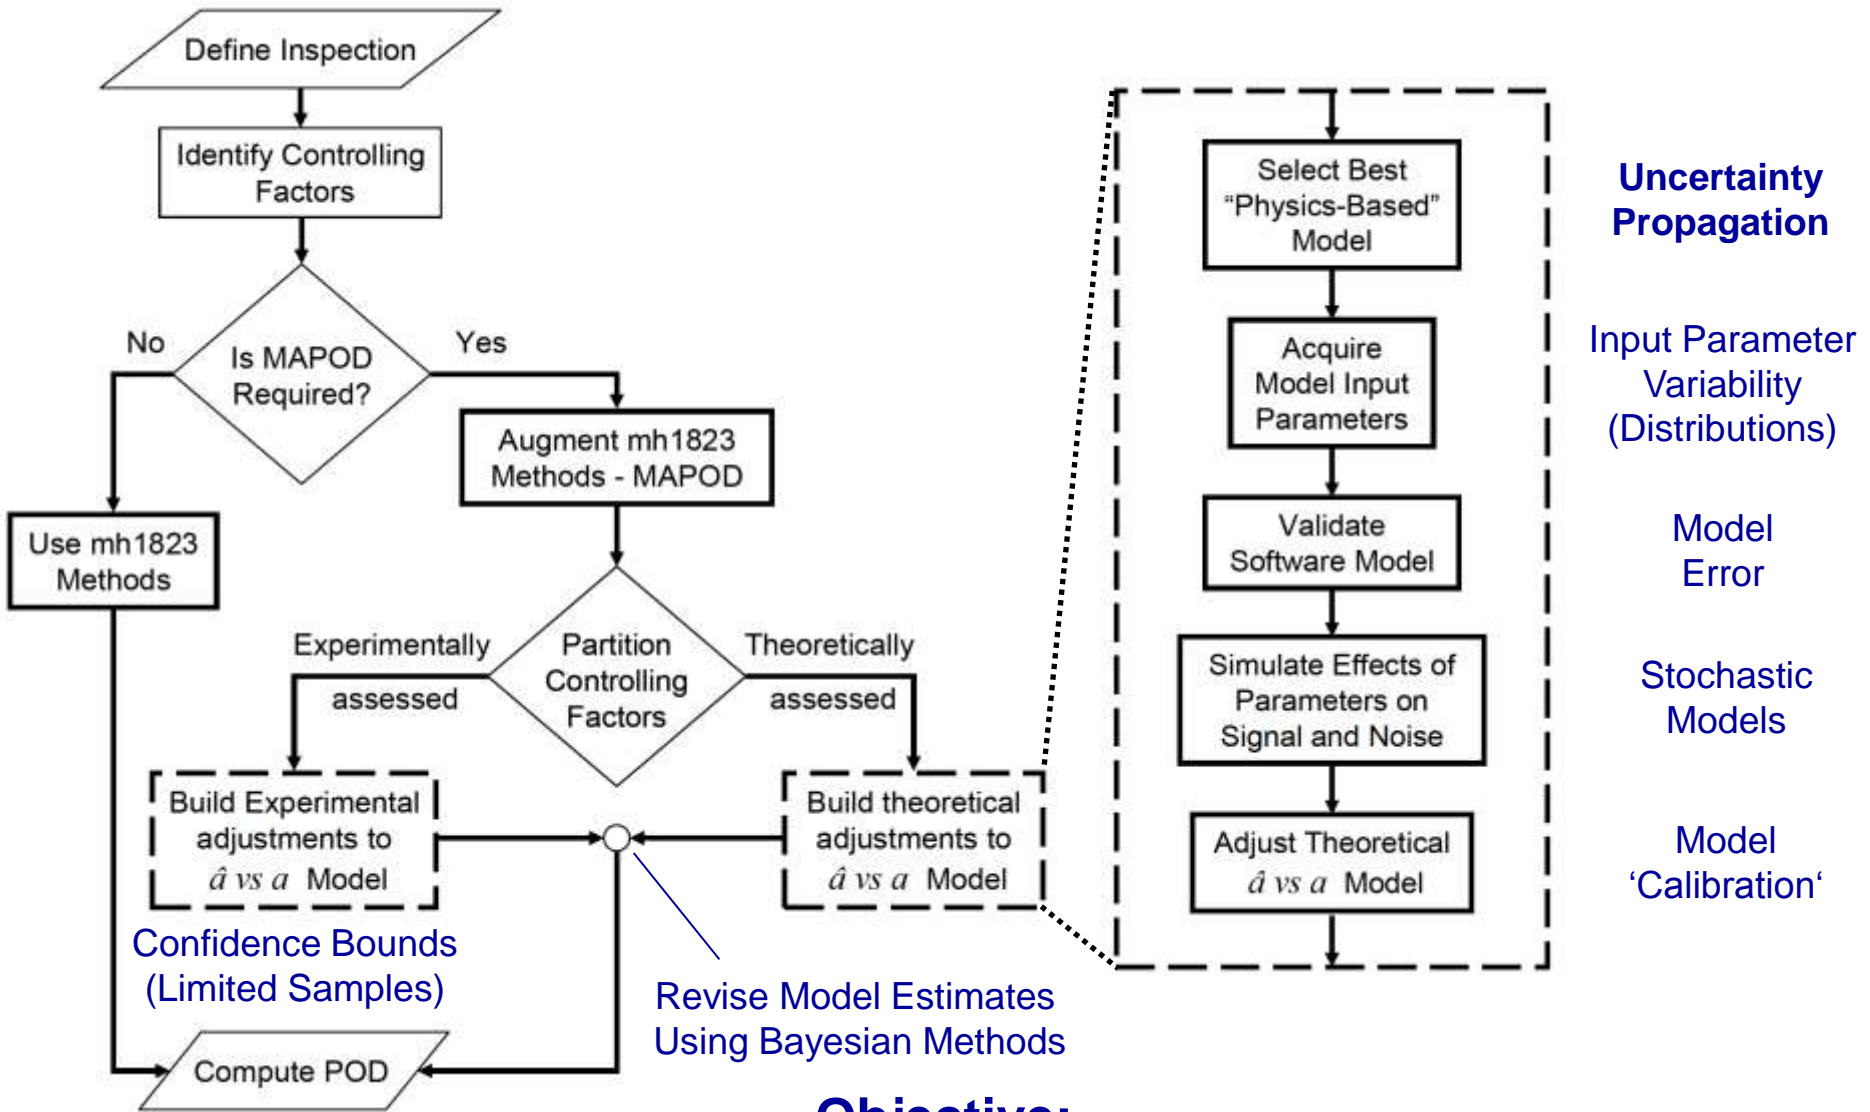 Define Inspection
Identify Controlling
Factors
No
Yes
Is MAPOD
Required?
Use mh1823
Methods
Augment mh1823
Methods - MAPOD
Experimentally
assessed
Partition
Controlling
Factors
Theoretically
assessed
Build Experimental
adjustments to
â vs a Model
Build theoretical
adjustments to
â vs a Model
Confidence Bounds
(Limited Samples)
Revise Model Estimates
Using Bayesian Methods
Compute POD
Select Best
“Physics-Based”
Model
Acquire
Model Input
Parameters
Validate
Software Model
Simulate Effects of
Parameters on
Signal and Noise
Adjust Theoretical
â vs a Model
Uncertainty
Propagation
Input Parameter
Variability
(Distributions)
Model
Error
Stochastic
Models
Model
‘Calibration‘
Objective: